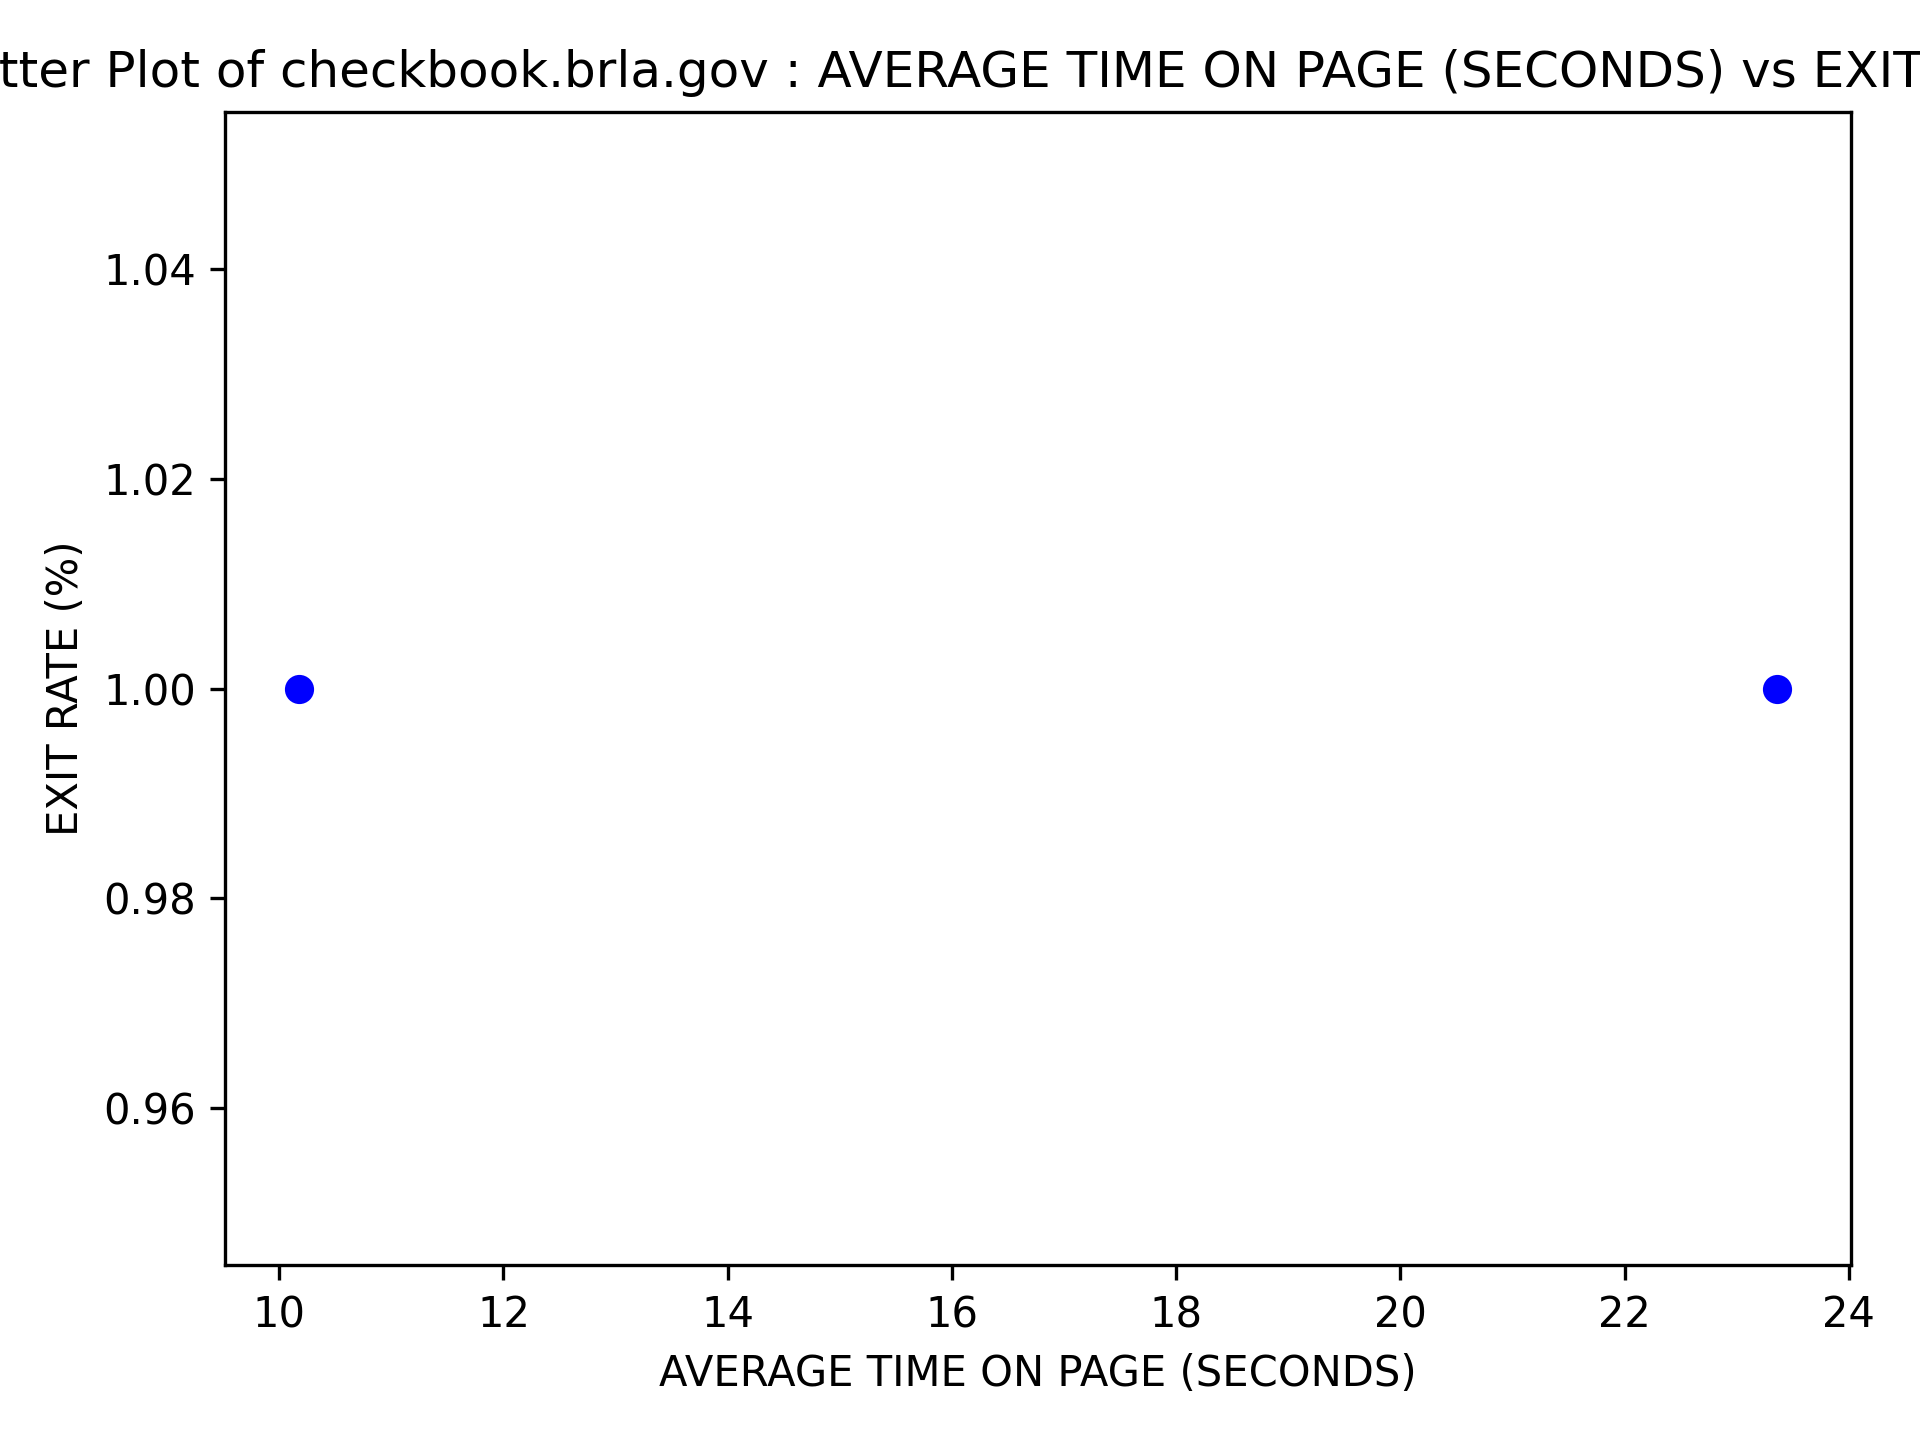 tter Plot of checkbook.brla.gov : AVERAGE TIME ON PAGE (SECONDS) vs EXIT
1.04
1.02
1.00
0.98
0.96
EXIT RATE (%)
10 12 14 16 18 20 22 24
AVERAGE TIME ON PAGE (SECONDS)